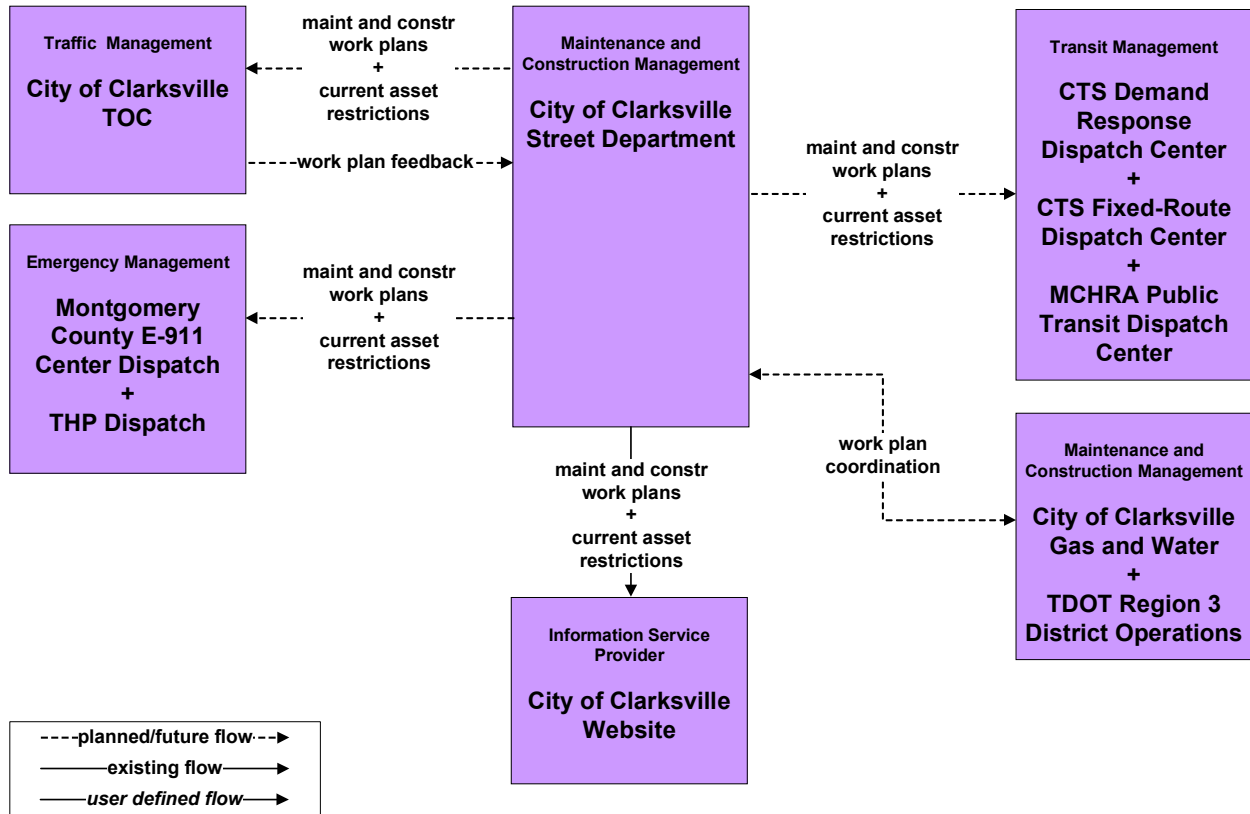 Traffic Management
City of Clarksville
TOC
maint and constr
work plans
+
current asset
restrictions
work plan feedback
Maintenance and
Construction Management
City of Clarksville
Street Department
maint and constr
work plans
+
current asset
restrictions
Transit Management
CTS Demand
Response
Dispatch Center
+
CTS Fixed-Route
Dispatch Center
+
MCHRA Public
Transit Dispatch
Center
Emergency Management
Montgomery
County E-911
Center Dispatch
+
THP Dispatch
maint and constr
work plans
+
current asset
restrictions
work plan
coordination
Maintenance and
Construction Management
City of Clarksville
Gas and Water
+
TDOT Region 3
District Operations
maint and constr
work plans
+
current asset
restrictions
Information Service
Provider
City of Clarksville
Website
planned/future flow
existing flow
user defined flow